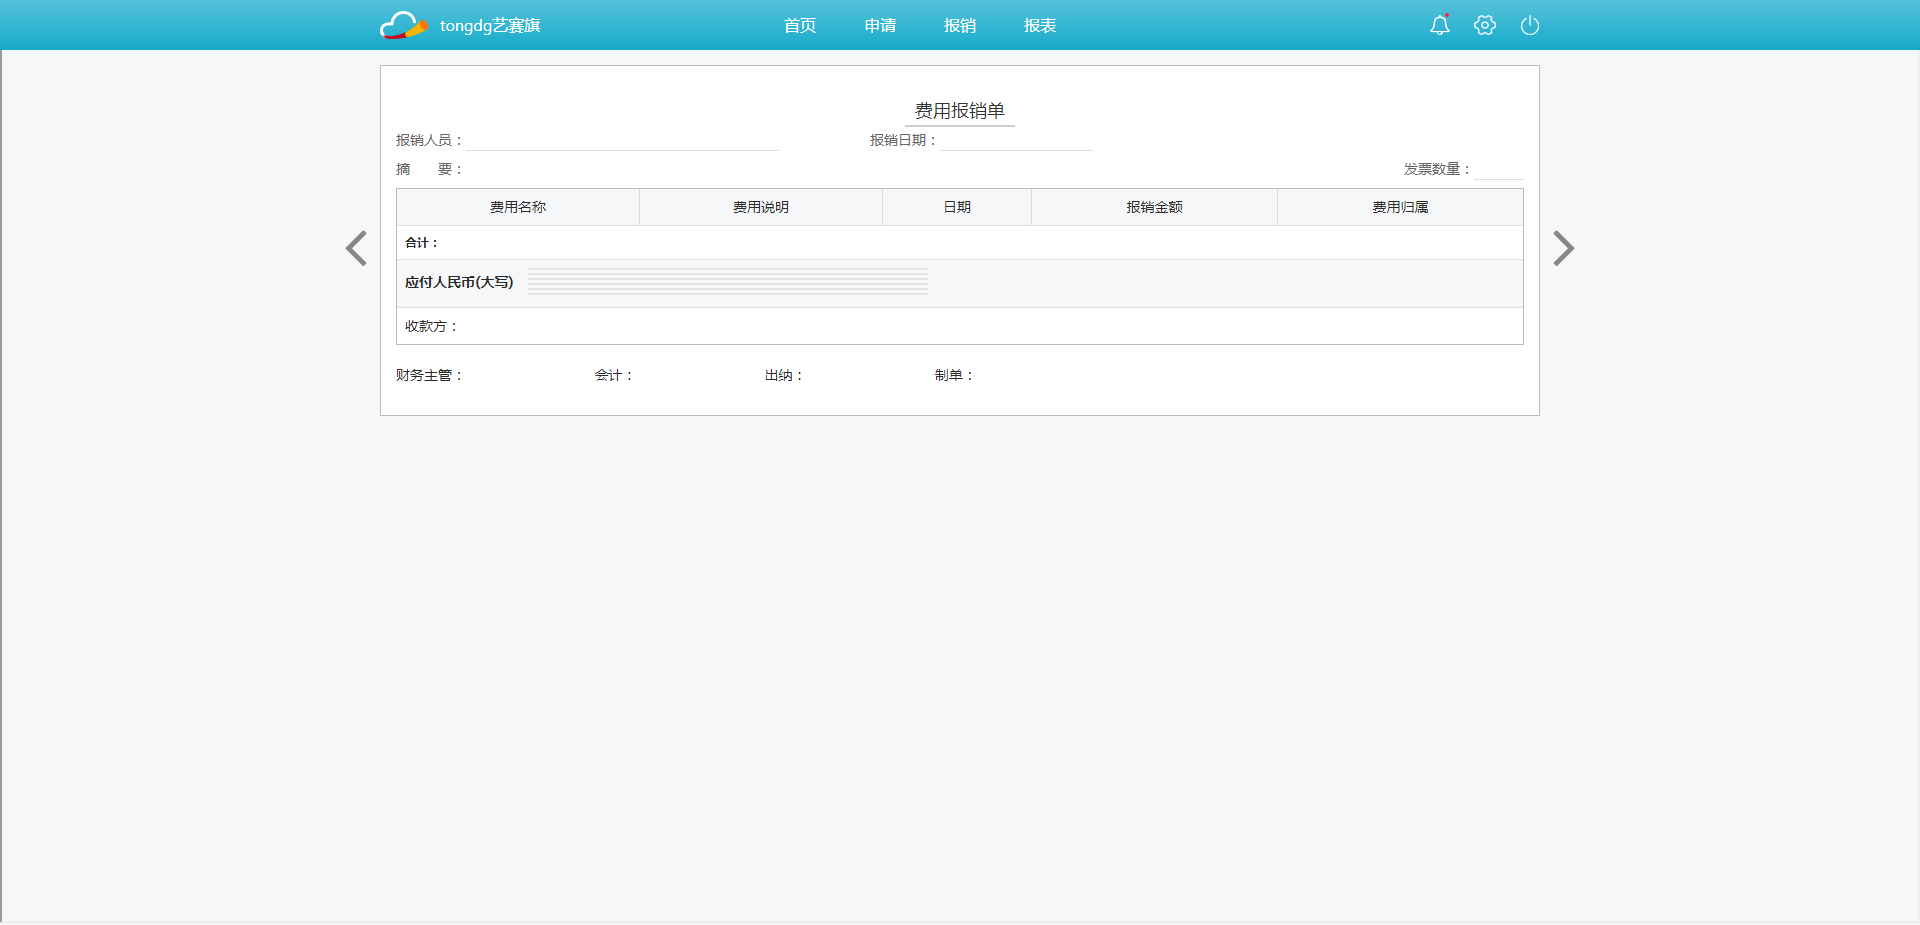 tongdg艺赛旗 首页 申请 报销 报表
费用报销单
报销人员： 报销日期：
摘 要： 发票数量：
费用名称 费用说明 日期 报销金额 费用归属
合计：
应付人民币(大写)
收款方：
财务主管： 会计： 出纳： 制单：